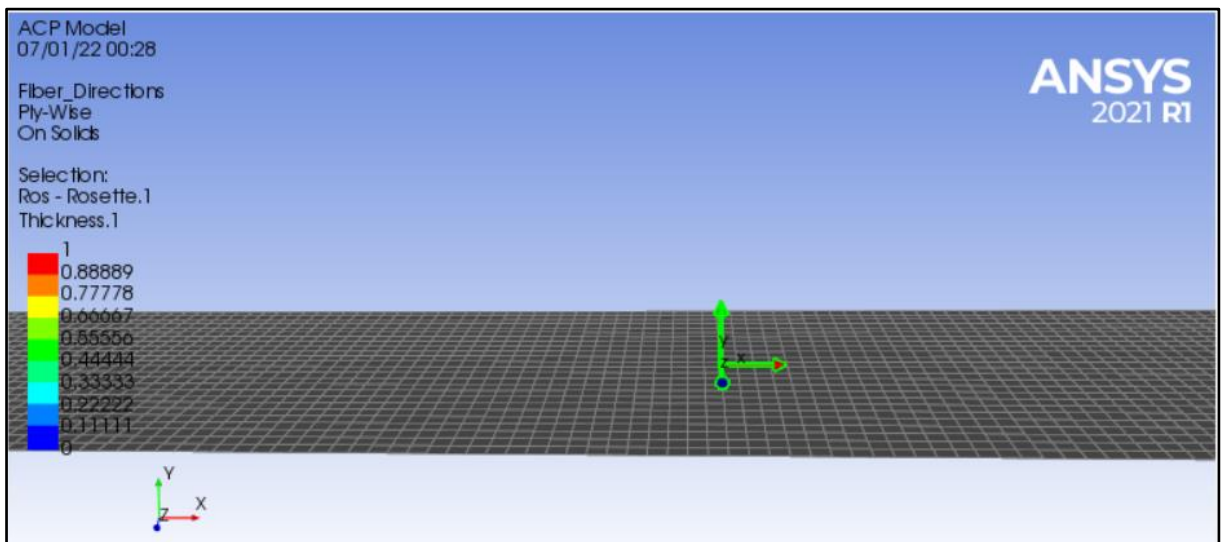 ACP Model
07/01/22 00:28
Fiber_Directions
Ply-Wise
On Solids
Selection:
Ros - Rosette.1
Thickness.1
1
0.88889
0.77778
0.66667
0.55556
0.44444
0.33333
0.22222
0.11111
0
ANSYS
2021 R1
Y
X
Z
Y
X
Z